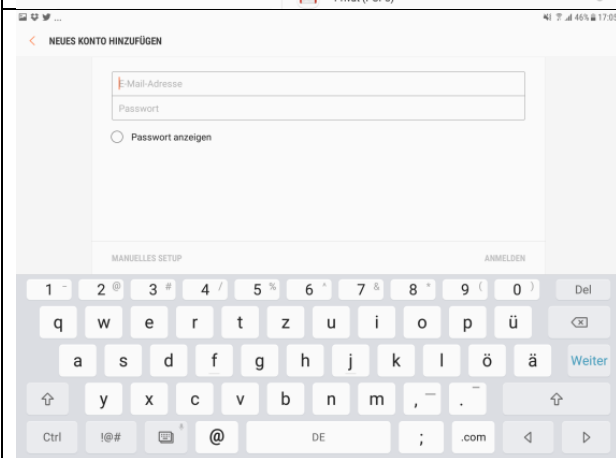 46% 17:05
NEUES KONTO HINZUFÜGEN
E-Mail-Adresse
Passwort
Passwort anzeigen
MANUELLES SETUP ANMELDEN
1 - 2 @ 3 # 4 / 5 % 6 ^ 7 & 8 * 9 ( 0 ) Del
q w e r t z u i o p ü
a s d f g h j k l ö ä Weiter
y x c v b n m , .
Ctrl !@# @ DE ; .com